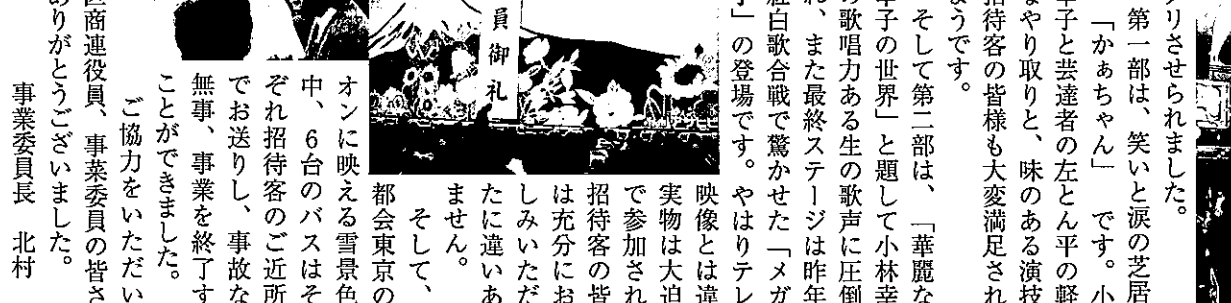 クリさせられました。
第一部は、笑いと涙の芝居
「かぁちゃん」　です。小
幸子と芸達者の左とん平の軽
なやり取りと、味のある演技
招待客の皆様も大変満足され
ようです。
そして第二部は、「華麗な
幸子の世界」と題して小林幸
の歌唱力ある生の歌声に圧倒
れ、また最終ステージは昨年
紅白歌合戦で驚かせた「メガ
」の登場です。やはりテレ
映像とは違
実物は大迫
で参加され
招待客の皆
は充分にお
しみいただ
たに違いあ
ません。
そして、
都会東京の
員御礼
オンに映える雪景色
中、6台のバスはそ
ぞれ招待客のご近所
でお送りし、事故な
無事、事業を終了す
ことができました。
ご協力をいただい
商連役員、事菜委員の皆さ
ありがとうございました。
事業委員長　北村